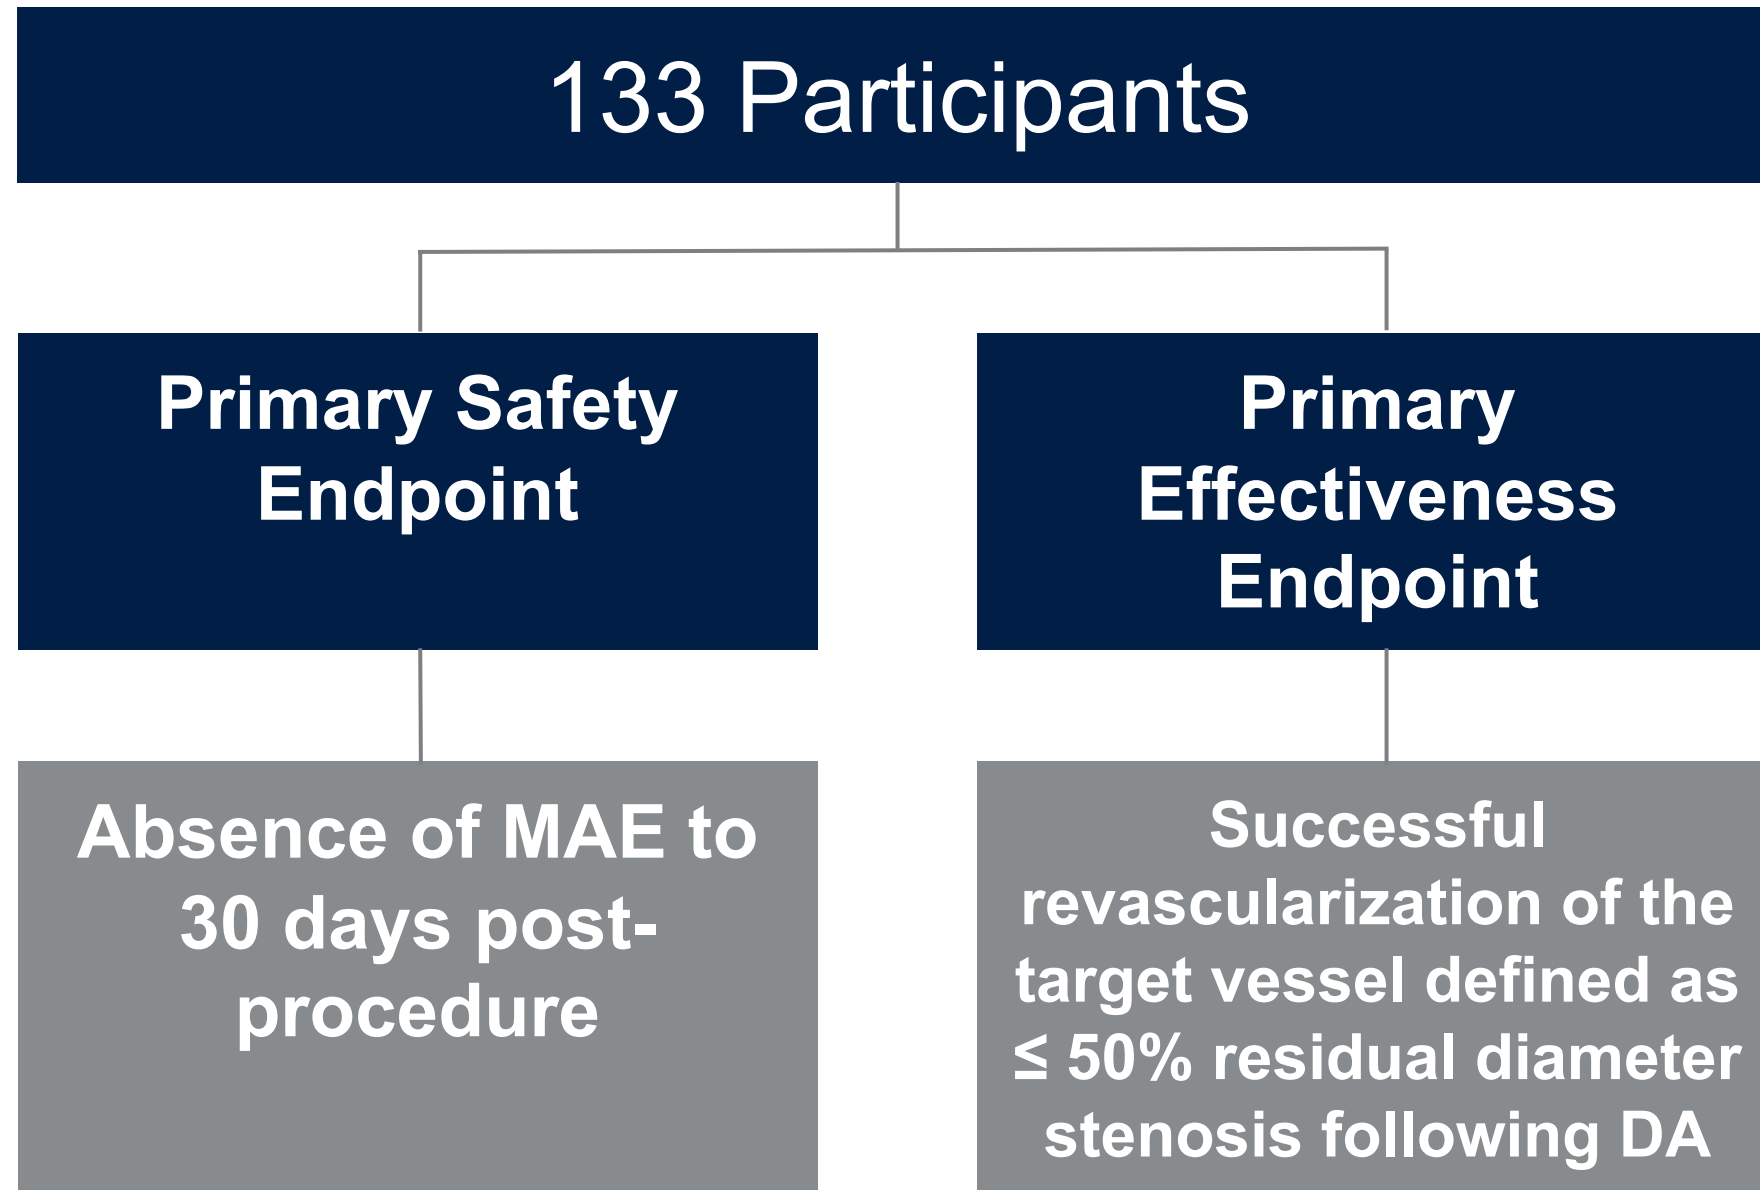 133 Participants
Primary Safety
Endpoint
Primary
Effectiveness
Endpoint
Absence of MAE to
30 days post-
procedure
Successful
revascularization of the
target vessel defined as
≤ 50% residual diameter
stenosis following DA